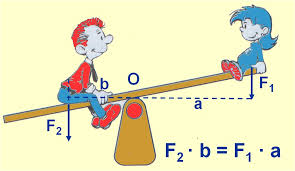 O
b
F₁
a
F₂
F₂ · b = F₁ · a